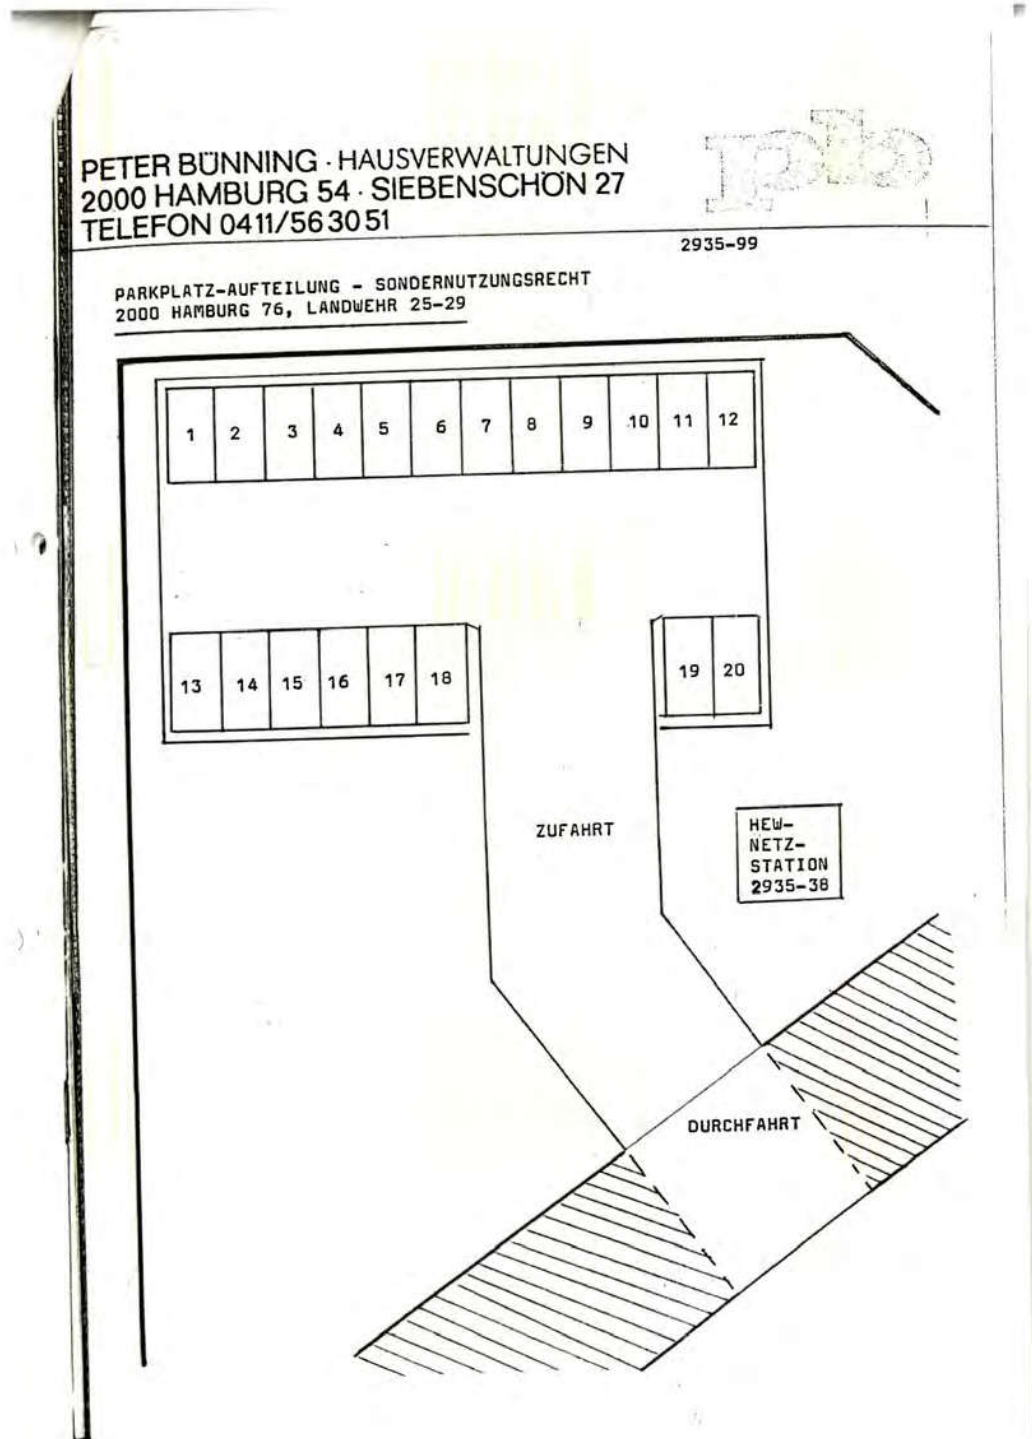 PETER BÜNNING · HAUSVERWALTUNGEN
2000 HAMBURG 54 · SIEBENSCHÖN 27
TELEFON 0411/56 30 51
pbb
2935-99
PARKPLATZ-AUFTEILUNG - SONDERNUTZUNGSRECHT
2000 HAMBURG 76, LANDWEHR 25-29
1 2 3 4 5 6 7 8 9 10 11 12
13 14 15 16 17 18 19 20
ZUFAHRT
HEW-
NETZ-
STATION
2935-38
DURCHFAHRT